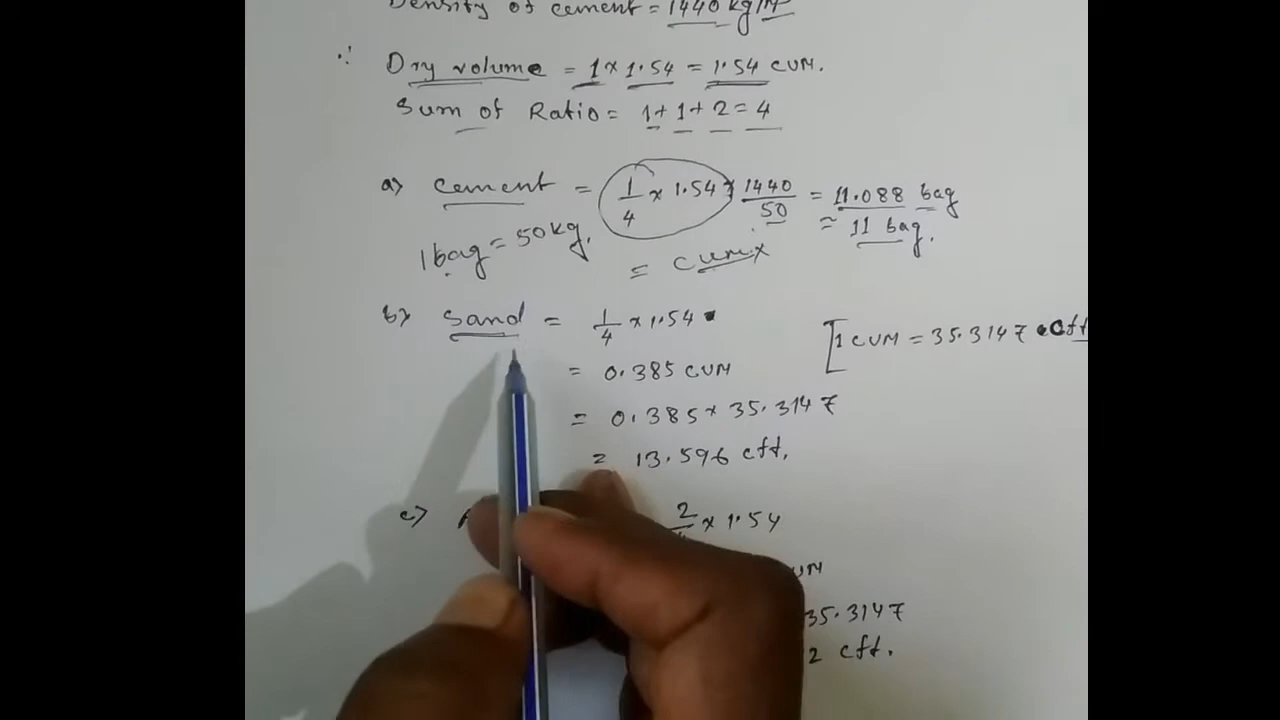 Density of cement = 1440 kg/M³
∵ Dry volume = 1 × 1.54 = 1.54 CUM.
Sum of Ratio = 1 + 1 + 2 = 4
a) cement = 1/4 × 1.54 × 1440/50 = 11.088 bag
≈ 11 bag.
1 bag = 50 kg.
= cum ×
b) Sand = 1/4 × 1.54
= 0.385 CUM
[1 CUM = 35.3147 cft
= 0.385 × 35.3147
= 13.596 cft.
c) 2/4 × 1.54
UM
35.3147
2 cft.